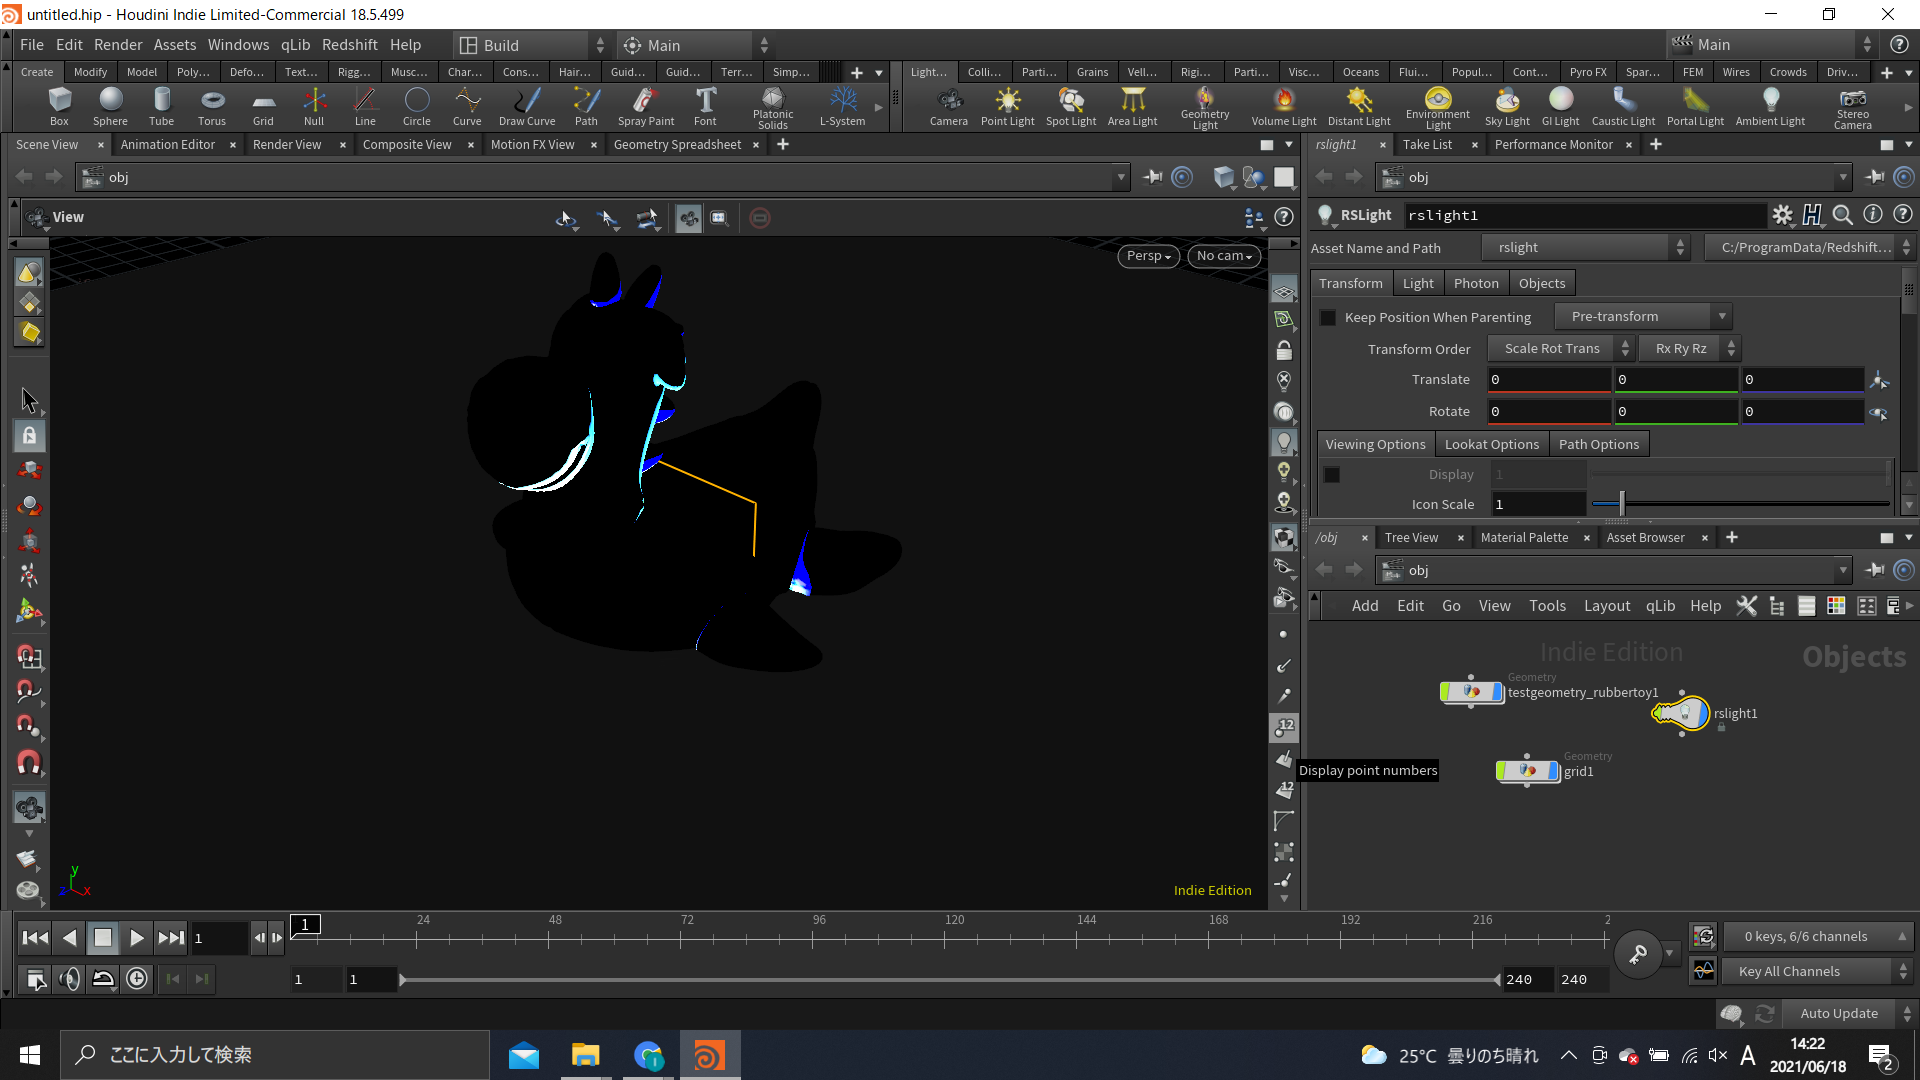 untitled.hip - Houdini Indie Limited-Commercial 18.5.499
File Edit Render Assets Windows qLib Redshift Help
Build
Main
Main
Create Modify Model Poly... Defo... Text... Rigg... Musc... Char... Cons... Hair... Guid... Guid... Terr... Simp...
Light... Colli... Parti... Grains Vell... Rigi... Parti... Visc... Oceans Flui... Popul... Cont... Pyro FX Spar... FEM Wires Crowds Driv...
Box Sphere Tube Torus Grid Null Line Circle Curve Draw Curve Path Spray Paint Font Platonic Solids L-System
Camera Point Light Spot Light Area Light Geometry Light Volume Light Distant Light Environment Light Sky Light GI Light Caustic Light Portal Light Ambient Light Stereo Camera
Scene View Animation Editor Render View Composite View Motion FX View Geometry Spreadsheet
rslight1 Take List Performance Monitor
obj
obj
View
Persp
No cam
RSLight rslight1
Asset Name and Path rslight C:/ProgramData/Redshift...
Transform Light Photon Objects
Keep Position When Parenting Pre-transform
Transform Order Scale Rot Trans Rx Ry Rz
Translate 0 0 0
Rotate 0 0 0
Viewing Options Lookat Options Path Options
Display 1
Icon Scale 1
/obj Tree View Material Palette Asset Browser
obj
Add Edit Go View Tools Layout qLib Help
Indie Edition
Objects
Geometry
testgeometry_rubbertoy1
rslight1
Geometry
grid1
12
Display point numbers
12
y
z
x
Indie Edition
1
1 24 48 72 96 120 144 168 192 216 2
0 keys, 6/6 channels
1 1 240 240
Key All Channels
Auto Update
ここに入力して検索
25°C 曇りのち晴れ
A
14:22
2021/06/18
2